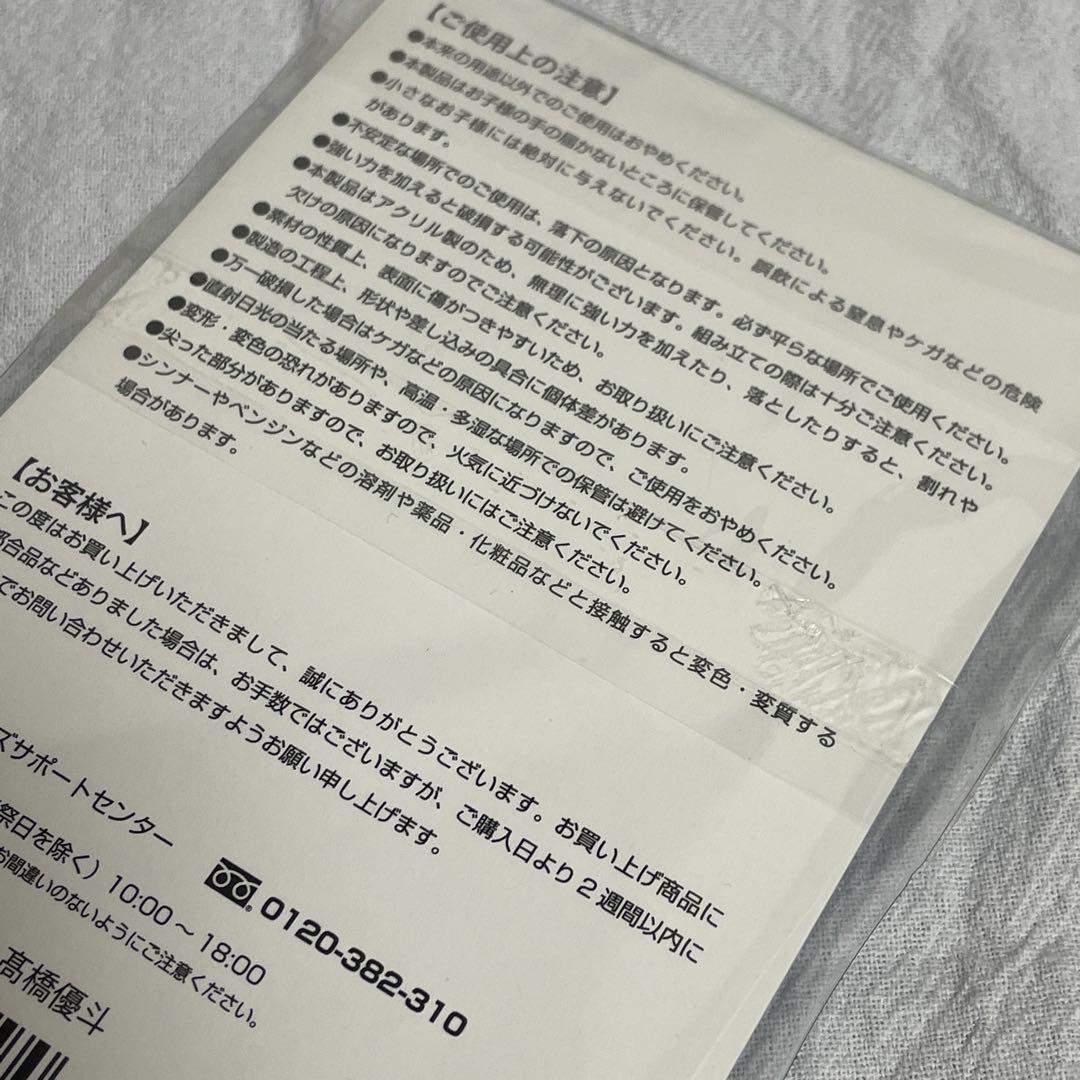 【ご使用上の注意】
●本来の用途以外でのご使用はおやめください。
●本製品はお子様の手の届かないところに保管してください。
●小さなお子様には絶対に与えないでください。誤飲による窒息やケガなどの危険
があります。
●不安定な場所でのご使用は、落下の原因となります。必ず平らな場所でご使用ください。
●強い力を加えると破損する可能性がございます。組み立ての際は十分ご注意ください。
●本製品はアクリル製のため、無理に強い力を加えたり、落としたりすると、割れや
欠けの原因になりますのでご注意ください。
●素材の性質上、表面に傷がつきやすいため、お取り扱いにご注意ください。
●製造の工程上、形状や差し込みの具合に個体差があります。
●万一破損した場合はケガなどの原因になりますので、ご使用をおやめください。
●直射日光の当たる場所や、高温・多湿な場所での保管は避けてください。
●変形・変色の恐れがありますので、火気に近づけないでください。
●尖った部分がありますので、お取り扱いにはご注意ください。
●シンナーやベンジンなどの溶剤や薬品・化粧品などと接触すると変色・変質する
場合があります。
【お客様へ】
この度はお買い上げいただきまして、誠にありがとうございます。お買い上げ商品に
部合品などありました場合は、お手数ではございますが、ご購入日より2週間以内に
でお問い合わせいただきますようお願い申し上げます。
ズサポートセンター
0120-382-310
祭日を除く) 10:00～18:00
お間違いのないようにご注意ください。
髙橋優斗